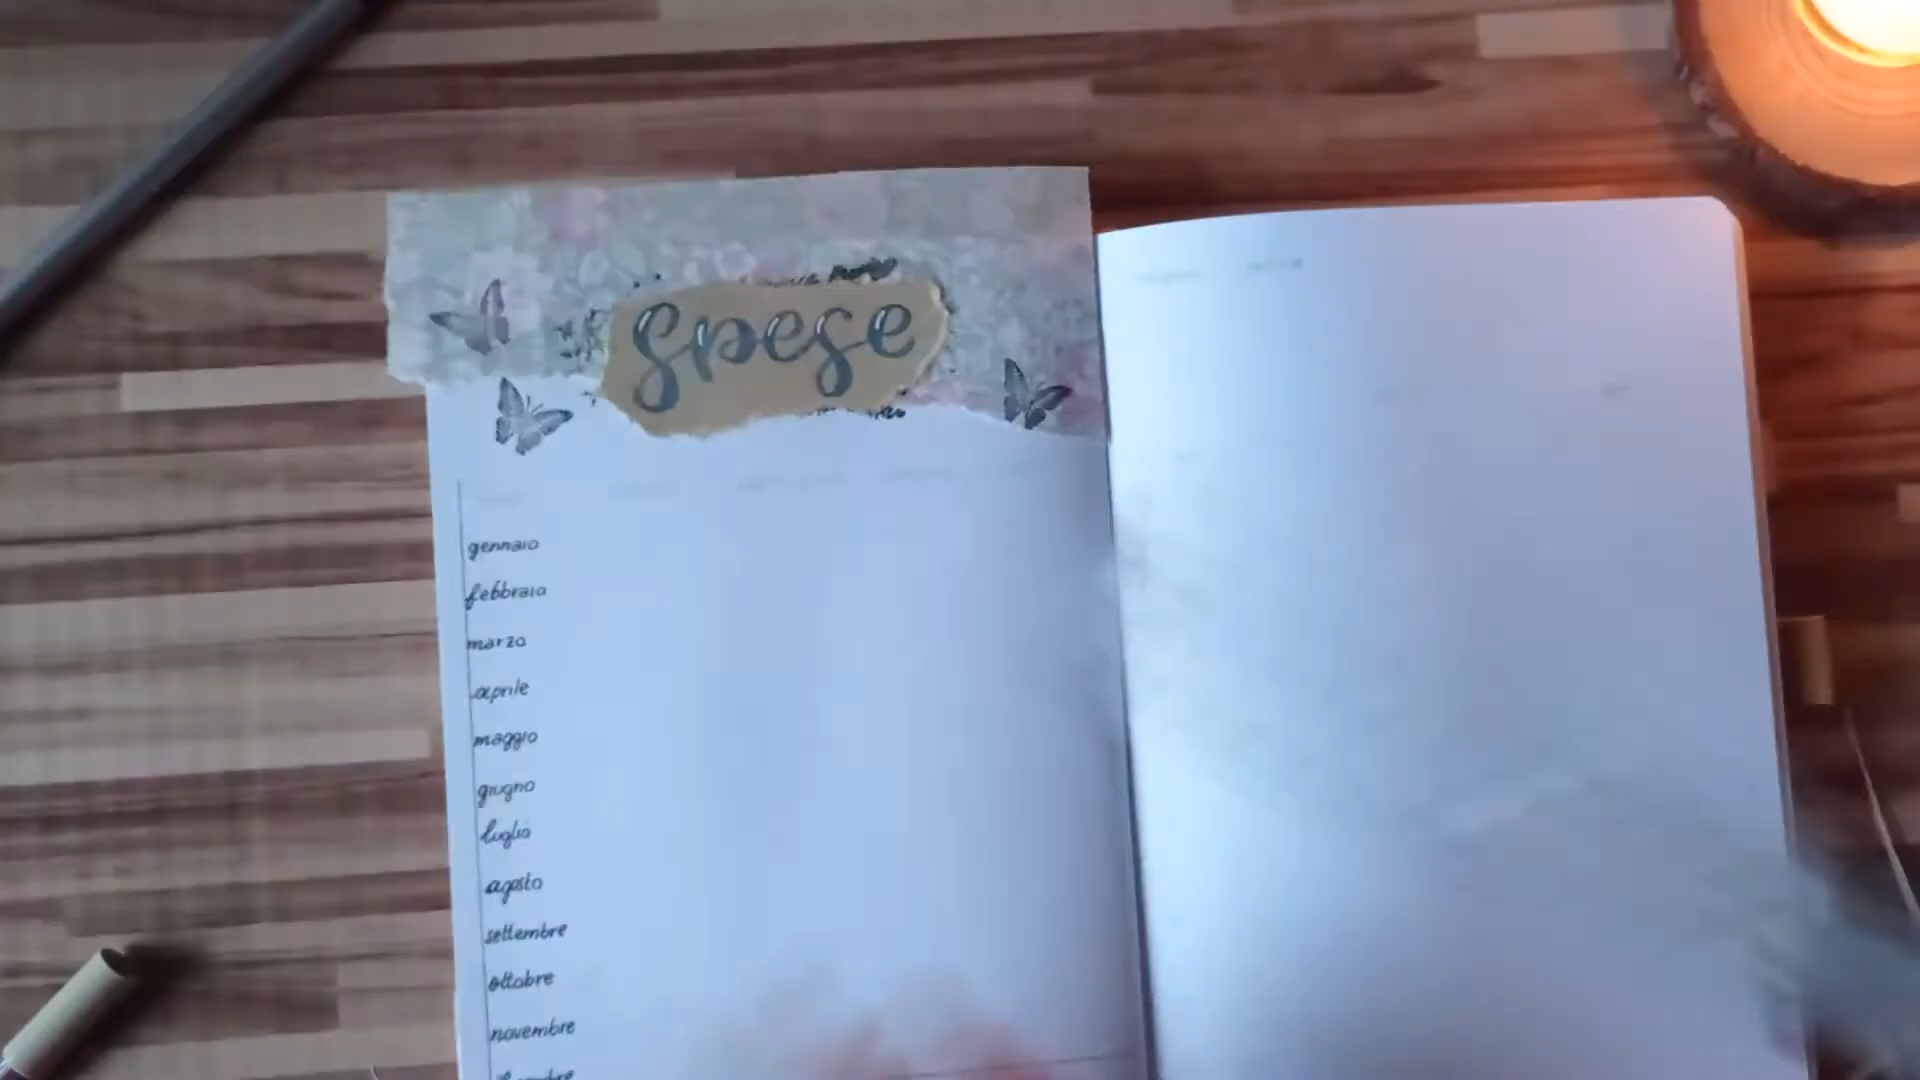 Spese
gennaio
febbraio
marzo
aprile
maggio
giugno
luglio
agosto
settembre
ottobre
novembre